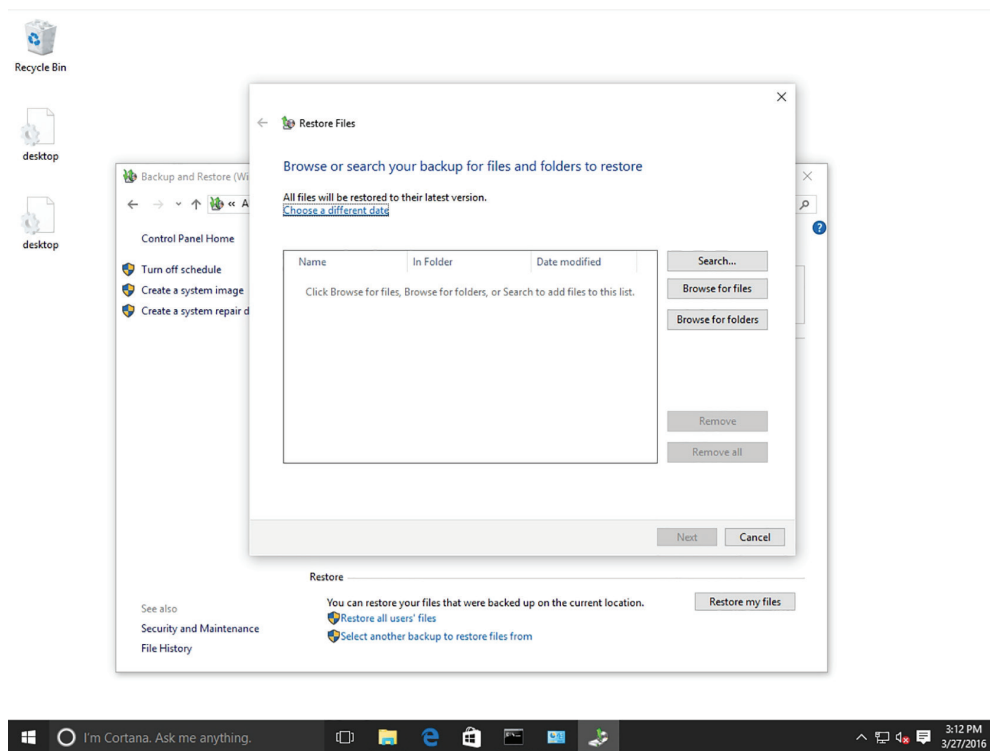 Recycle Bin
desktop
desktop
Restore Files
Browse or search your backup for files and folders to restore
All files will be restored to their latest version.
Choose a different date
Name In Folder Date modified
Click Browse for files, Browse for folders, or Search to add files to this list.
Search...
Browse for files
Browse for folders
Remove
Remove all
Next Cancel
Backup and Restore (Wi
« A
Control Panel Home
Turn off schedule
Create a system image
Create a system repair d
Restore
You can restore your files that were backed up on the current location.
Restore my files
Restore all users' files
Select another backup to restore files from
See also
Security and Maintenance
File History
I'm Cortana. Ask me anything.
3:12 PM
3/27/2016